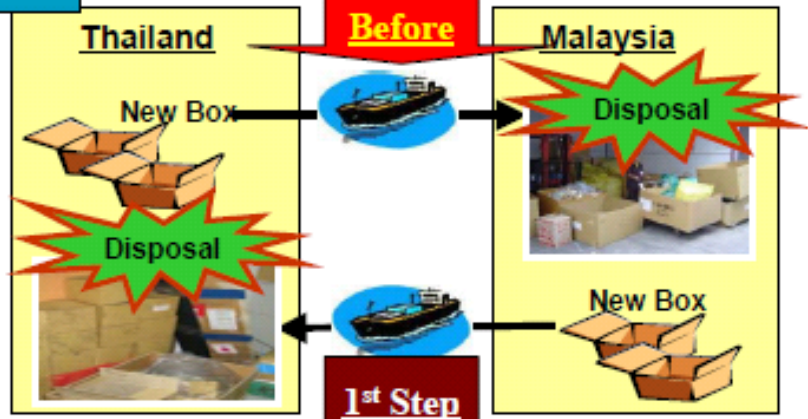 Before
Thailand
Malaysia
New Box
Disposal
Disposal
New Box
1st Step